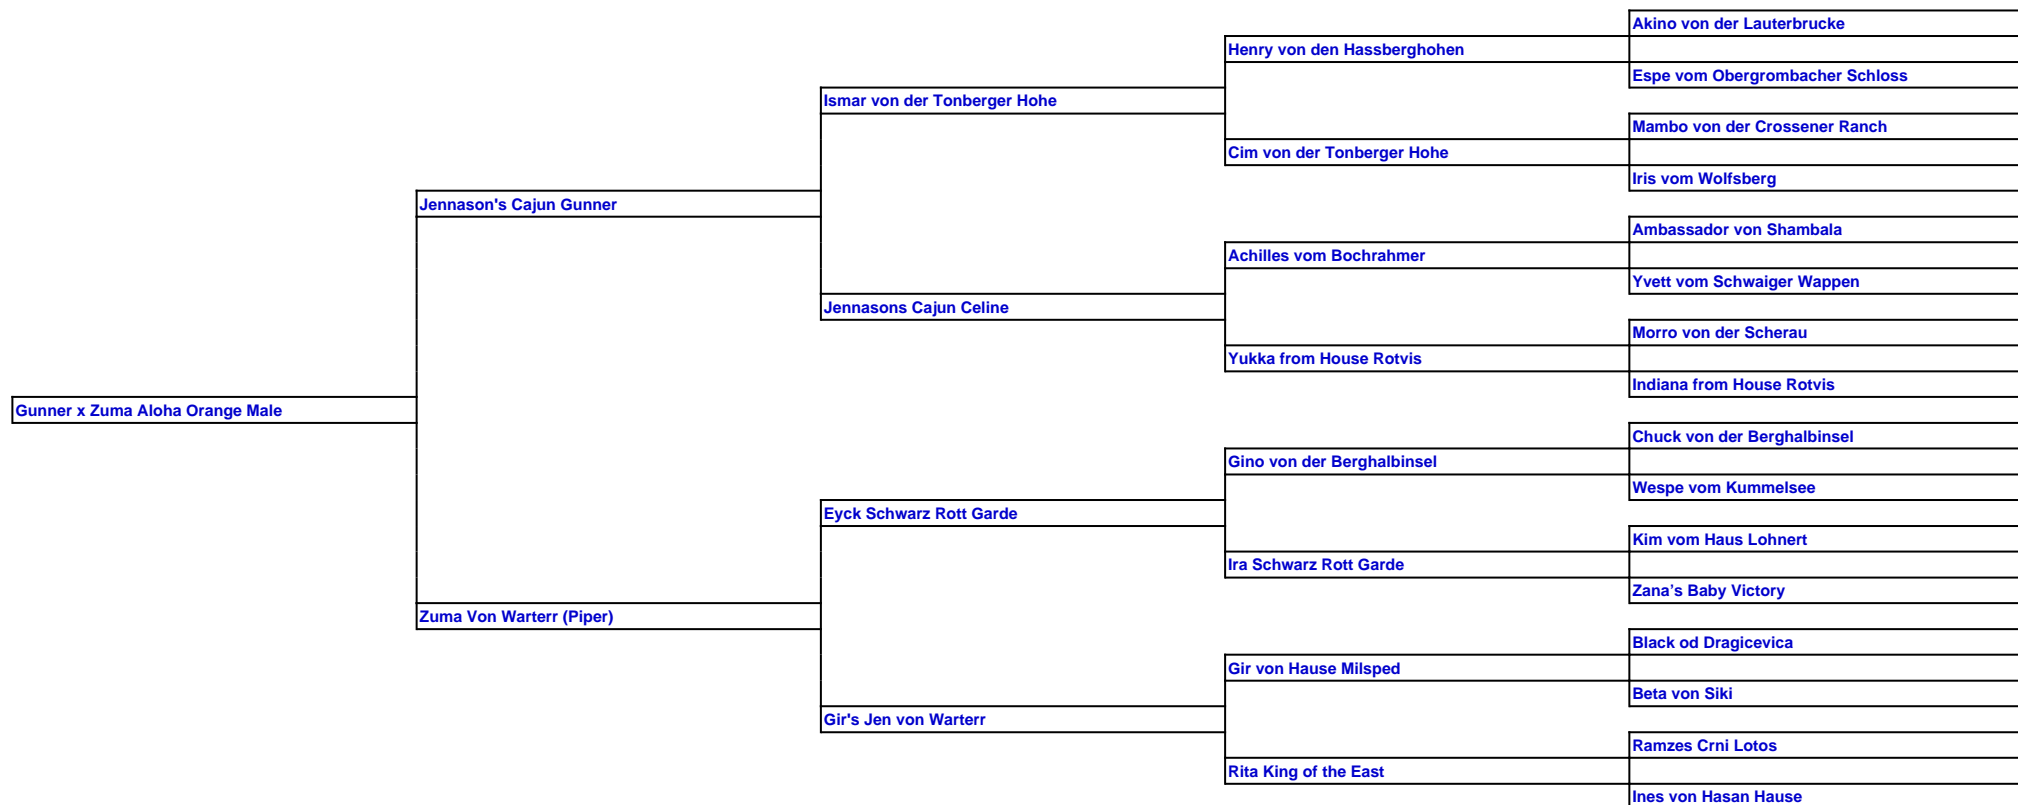 Akino von der Lauterbrucke
Henry von den Hassberghohen
Espe vom Obergrombacher Schloss
Ismar von der Tonberger Hohe
Mambo von der Crossener Ranch
Cim von der Tonberger Hohe
Iris vom Wolfsberg
Jennason's Cajun Gunner
Ambassador von Shambala
Achilles vom Bochrahmer
Yvett vom Schwaiger Wappen
Jennasons Cajun Celine
Morro von der Scherau
Yukka from House Rotvis
Indiana from House Rotvis
Gunner x Zuma Aloha Orange Male
Chuck von der Berghalbinsel
Gino von der Berghalbinsel
Wespe vom Kummelsee
Eyck Schwarz Rott Garde
Kim vom Haus Lohnert
Ira Schwarz Rott Garde
Zana’s Baby Victory
Zuma Von Warterr (Piper)
Black od Dragicevica
Gir von Hause Milsped
Beta von Siki
Gir's Jen von Warterr
Ramzes Crni Lotos
Rita King of the East
Ines von Hasan Hause